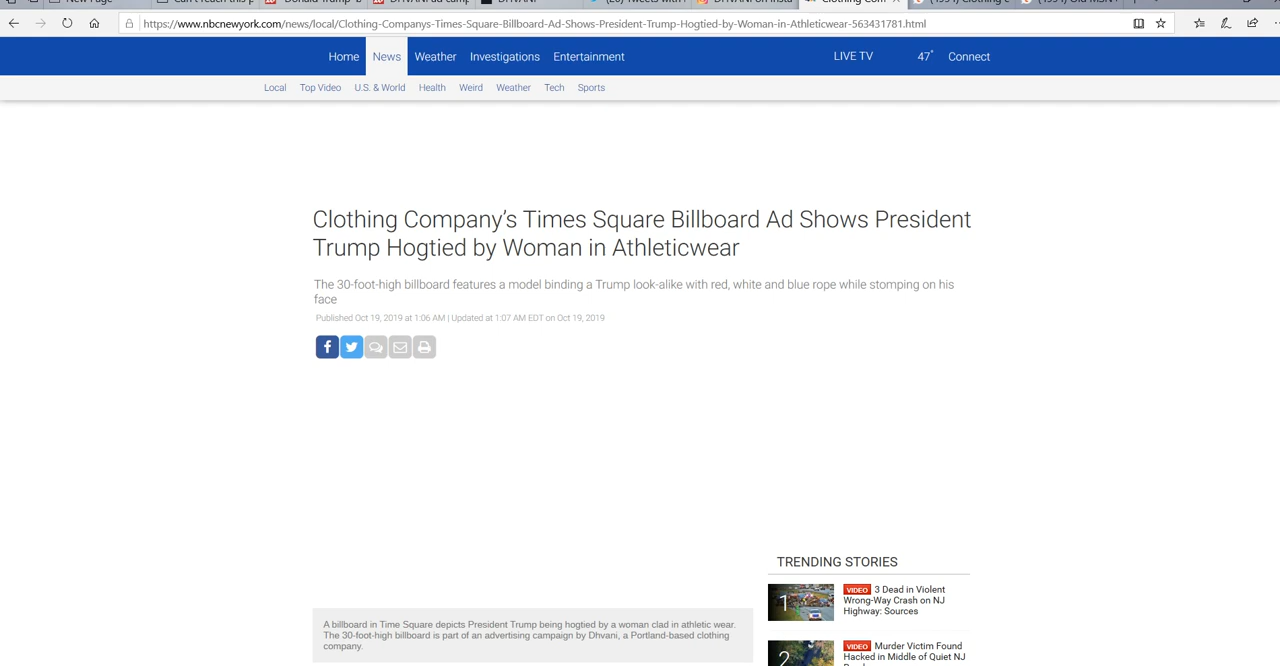 https://www.nbcnewyork.com/news/local/Clothing-Companys-Times-Square-Billboard-Ad-Shows-President-Trump-Hogtied-by-Woman-in-Athleticwear-563431781.html
Home News Weather Investigations Entertainment LIVE TV 47° Connect
Local Top Video U.S. & World Health Weird Weather Tech Sports
Clothing Company’s Times Square Billboard Ad Shows President
Trump Hogtied by Woman in Athleticwear
The 30-foot-high billboard features a model binding a Trump look-alike with red, white and blue rope while stomping on his
face
Published Oct 19, 2019 at 1:06 AM | Updated at 1:07 AM EDT on Oct 19, 2019
TRENDING STORIES
1
VIDEO 3 Dead in Violent
Wrong-Way Crash on NJ
Highway: Sources
A billboard in Time Square depicts President Trump being hogtied by a woman clad in athletic wear.
The 30-foot-high billboard is part of an advertising campaign by Dhvani, a Portland-based clothing
company.
2
VIDEO Murder Victim Found
Hacked in Middle of Quiet NJ